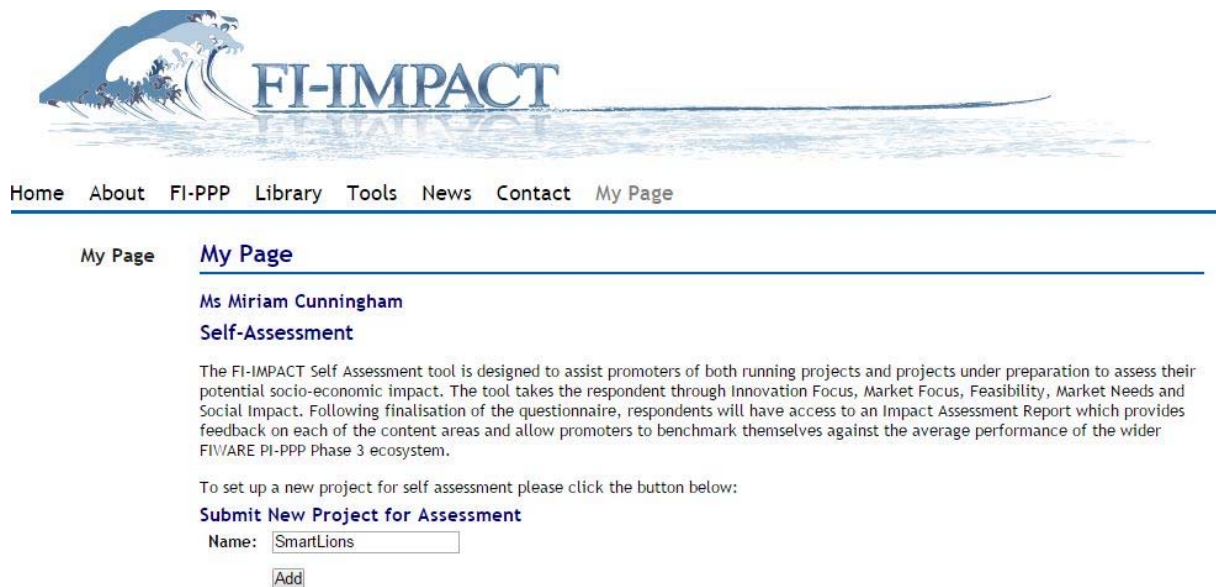 FI-IMPACT
Home About FI-PPP Library Tools News Contact My Page
My Page
My Page
Ms Miriam Cunningham
Self-Assessment
The FI-IMPACT Self Assessment tool is designed to assist promoters of both running projects and projects under preparation to assess their
potential socio-economic impact. The tool takes the respondent through Innovation Focus, Market Focus, Feasibility, Market Needs and
Social Impact. Following finalisation of the questionnaire, respondents will have access to an Impact Assessment Report which provides
feedback on each of the content areas and allow promoters to benchmark themselves against the average performance of the wider
FIWARE PI-PPP Phase 3 ecosystem.
To set up a new project for self assessment please click the button below:
Submit New Project for Assessment
Name: SmartLions
Add